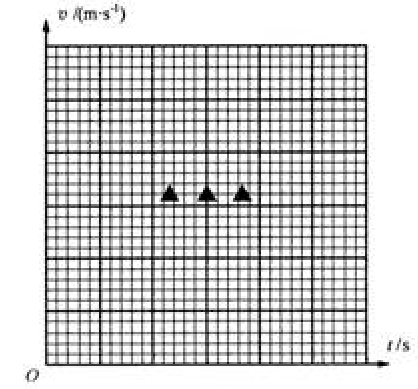 v /(m·s⁻¹)
t/s
O